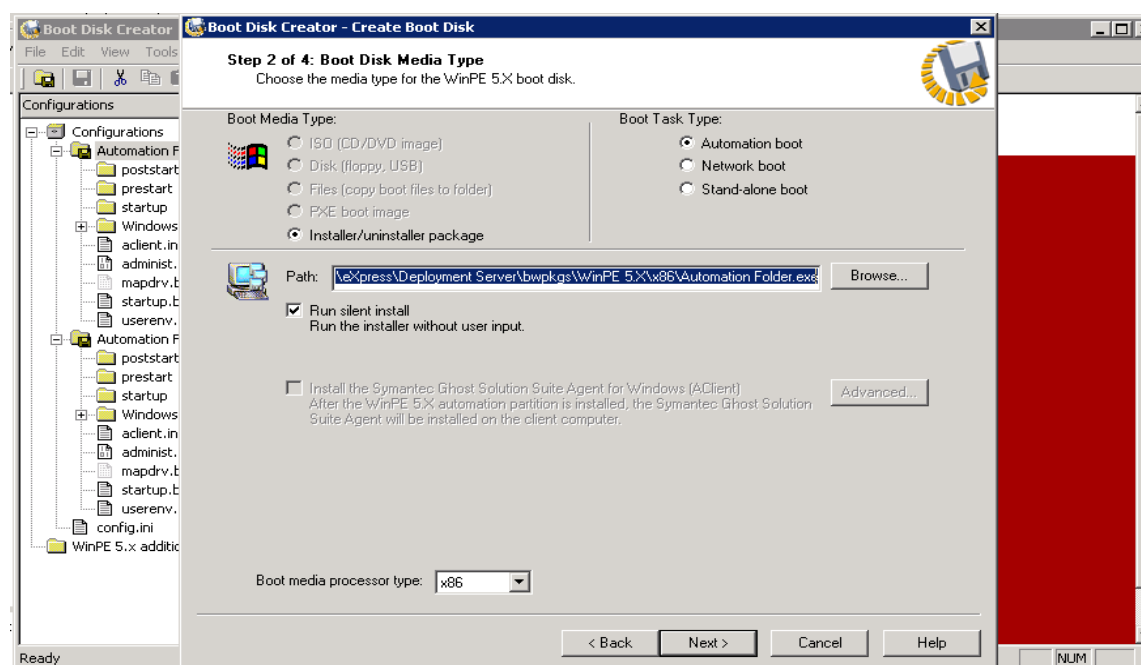 Boot Disk Creator
File Edit View Tools
Configurations
Configurations
Automation F
poststart
prestart
startup
Windows
aclient.in
administ.
mapdrv.b
startup.b
userenv.
Automation F
poststart
prestart
startup
Windows
aclient.in
administ.
mapdrv.b
startup.b
userenv.
config.ini
WinPE 5.x additic
Ready
Boot Disk Creator - Create Boot Disk
Step 2 of 4: Boot Disk Media Type
Choose the media type for the WinPE 5.X boot disk.
Boot Media Type:
ISO (CD/DVD image)
Disk (floppy, USB)
Files (copy boot files to folder)
PXE boot image
Installer/uninstaller package
Boot Task Type:
Automation boot
Network boot
Stand-alone boot
Path: \eXpress\Deployment Server\bwpkgs\WinPE 5.X\x86\Automation Folder.exe Browse...
Run silent install
Run the installer without user input.
Install the Symantec Ghost Solution Suite Agent for Windows (AClient) Advanced...
After the WinPE 5.X automation partition is installed, the Symantec Ghost Solution
Suite Agent will be installed on the client computer.
Boot media processor type: x86
< Back Next > Cancel Help
NUM